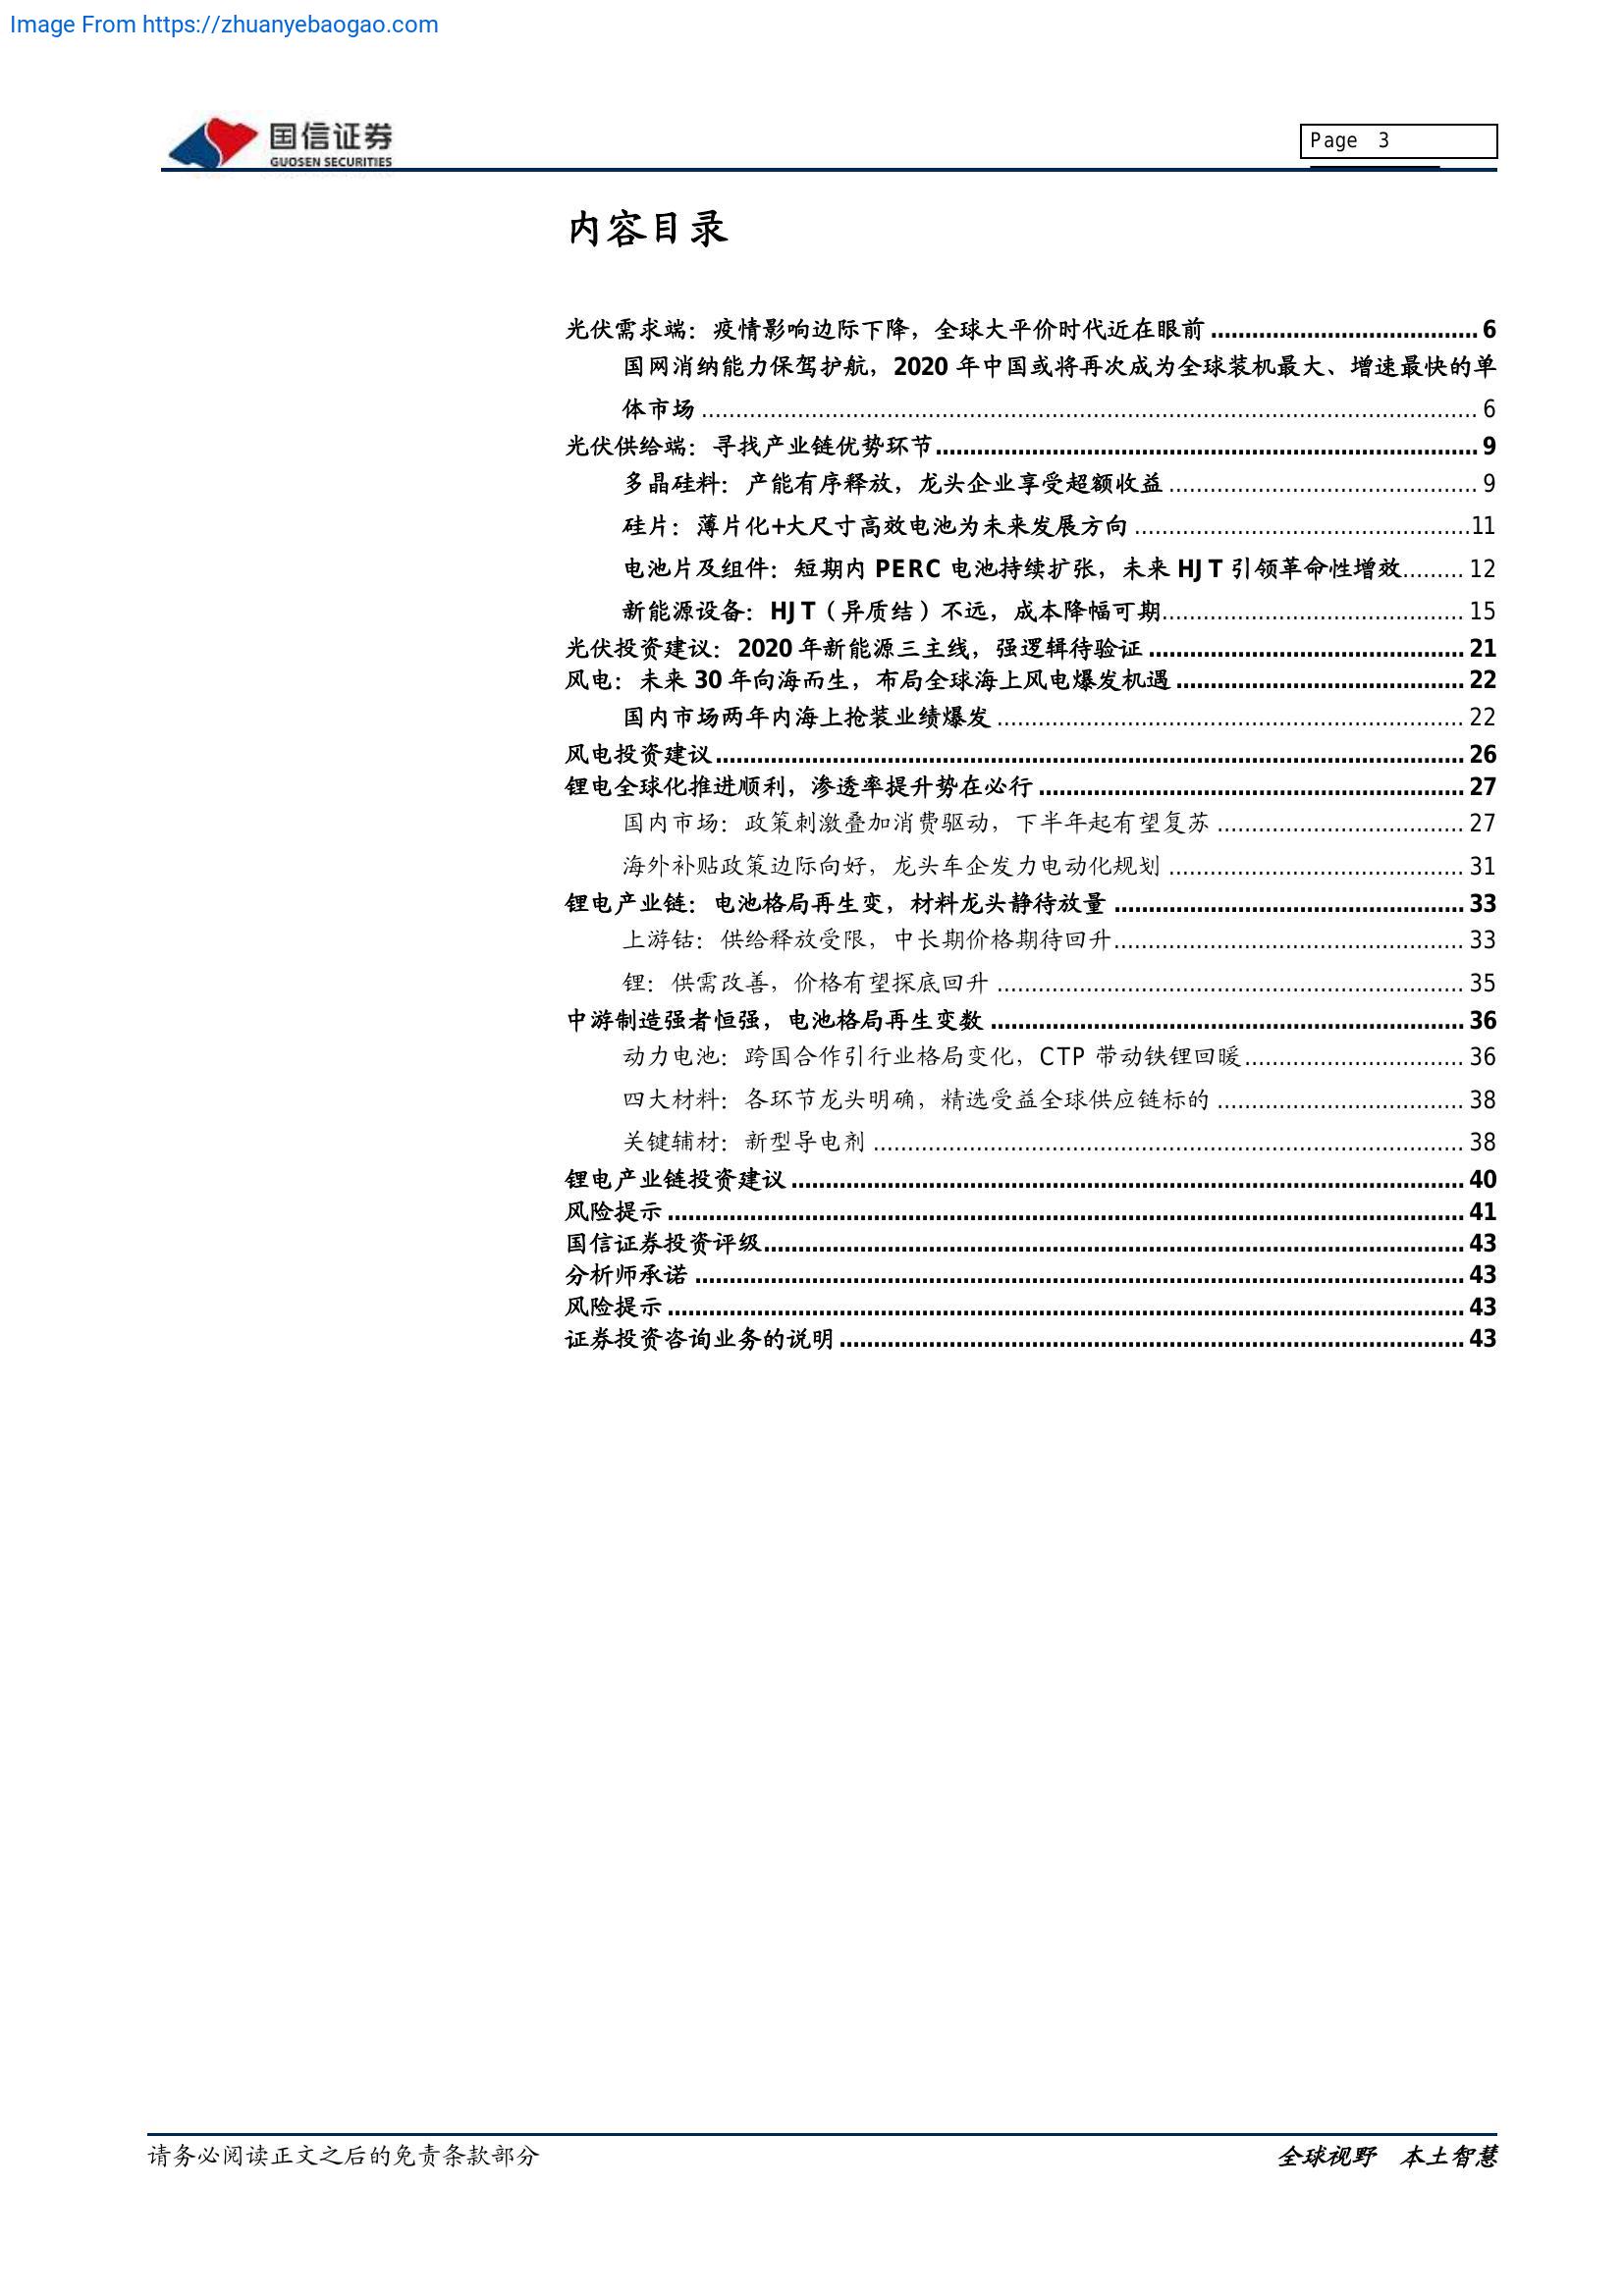 Image From https://zhuanyebaogao.com
国信证券
GUOSEN SECURITIES
Page 3
内容目录
光伏需求端：疫情影响边际下降，全球大平价时代近在眼前 ....................................... 6
国网消纳能力保驾护航，2020 年中国或将再次成为全球装机最大、增速最快的单
体市场 ................................................................................................................. 6
光伏供给端：寻找产业链优势环节............................................................................... 9
多晶硅料：产能有序释放，龙头企业享受超额收益 ............................................. 9
硅片：薄片化+大尺寸高效电池为未来发展方向 .................................................11
电池片及组件：短期内 PERC 电池持续扩张，未来 HJT 引领革命性增效......... 12
新能源设备：HJT（异质结）不远，成本降幅可期............................................ 15
光伏投资建议：2020 年新能源三主线，强逻辑待验证 .............................................. 21
风电：未来 30 年向海而生，布局全球海上风电爆发机遇 .......................................... 22
国内市场两年内海上抢装业绩爆发 .................................................................... 22
风电投资建议............................................................................................................. 26
锂电全球化推进顺利，渗透率提升势在必行 .............................................................. 27
国内市场：政策刺激叠加消费驱动，下半年起有望复苏 .................................... 27
海外补贴政策边际向好，龙头车企发力电动化规划 ........................................... 31
锂电产业链：电池格局再生变，材料龙头静待放量 ................................................... 33
上游钴：供给释放受限，中长期价格期待回升................................................... 33
锂：供需改善，价格有望探底回升 .................................................................... 35
中游制造强者恒强，电池格局再生变数 ..................................................................... 36
动力电池：跨国合作引行业格局变化，CTP 带动铁锂回暖................................ 36
四大材料：各环节龙头明确，精选受益全球供应链标的 .................................... 38
关键辅材：新型导电剂 ...................................................................................... 38
锂电产业链投资建议 .................................................................................................. 40
风险提示 .................................................................................................................... 41
国信证券投资评级...................................................................................................... 43
分析师承诺 ................................................................................................................ 43
风险提示 .................................................................................................................... 43
证券投资咨询业务的说明 ........................................................................................... 43
请务必阅读正文之后的免责条款部分
全球视野 本土智慧